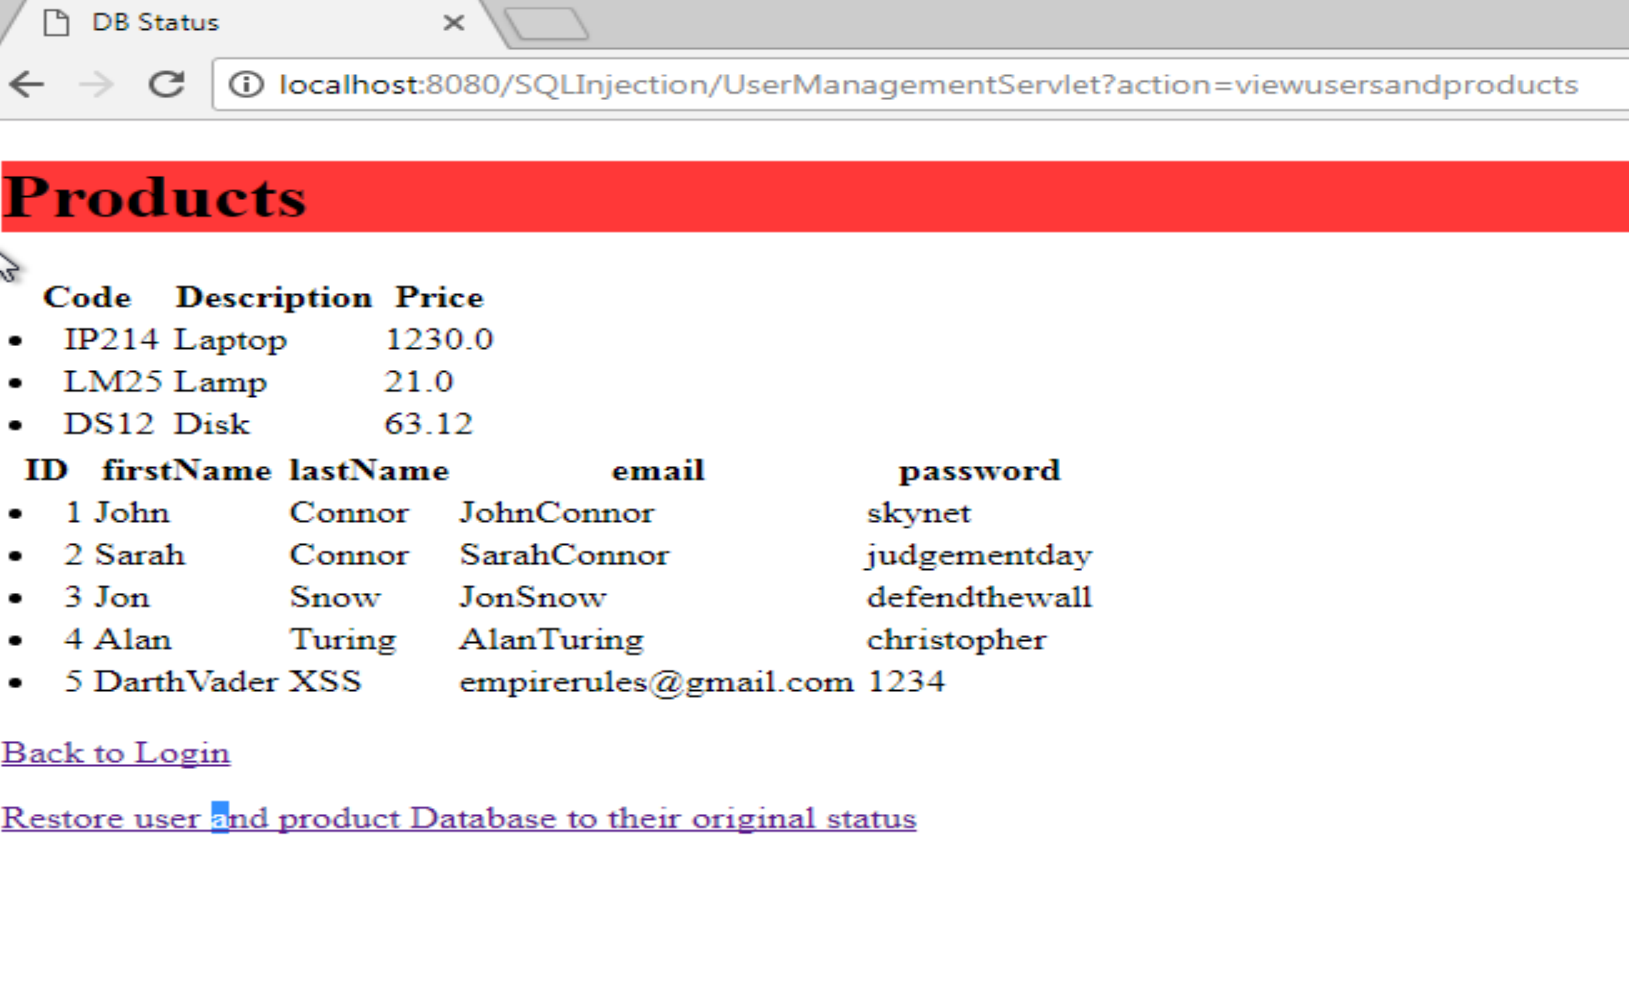 DB Status
localhost:8080/SQLInjection/UserManagementServlet?action=viewusersandproducts
Products
Code Description Price
• IP214 Laptop 1230.0
• LM25 Lamp 21.0
• DS12 Disk 63.12
ID firstName lastName email password
• 1 John Connor JohnConnor skynet
• 2 Sarah Connor SarahConnor judgementday
• 3 Jon Snow JonSnow defendthewall
• 4 Alan Turing AlanTuring christopher
• 5 DarthVader XSS empirerules@gmail.com 1234
Back to Login
Restore user and product Database to their original status